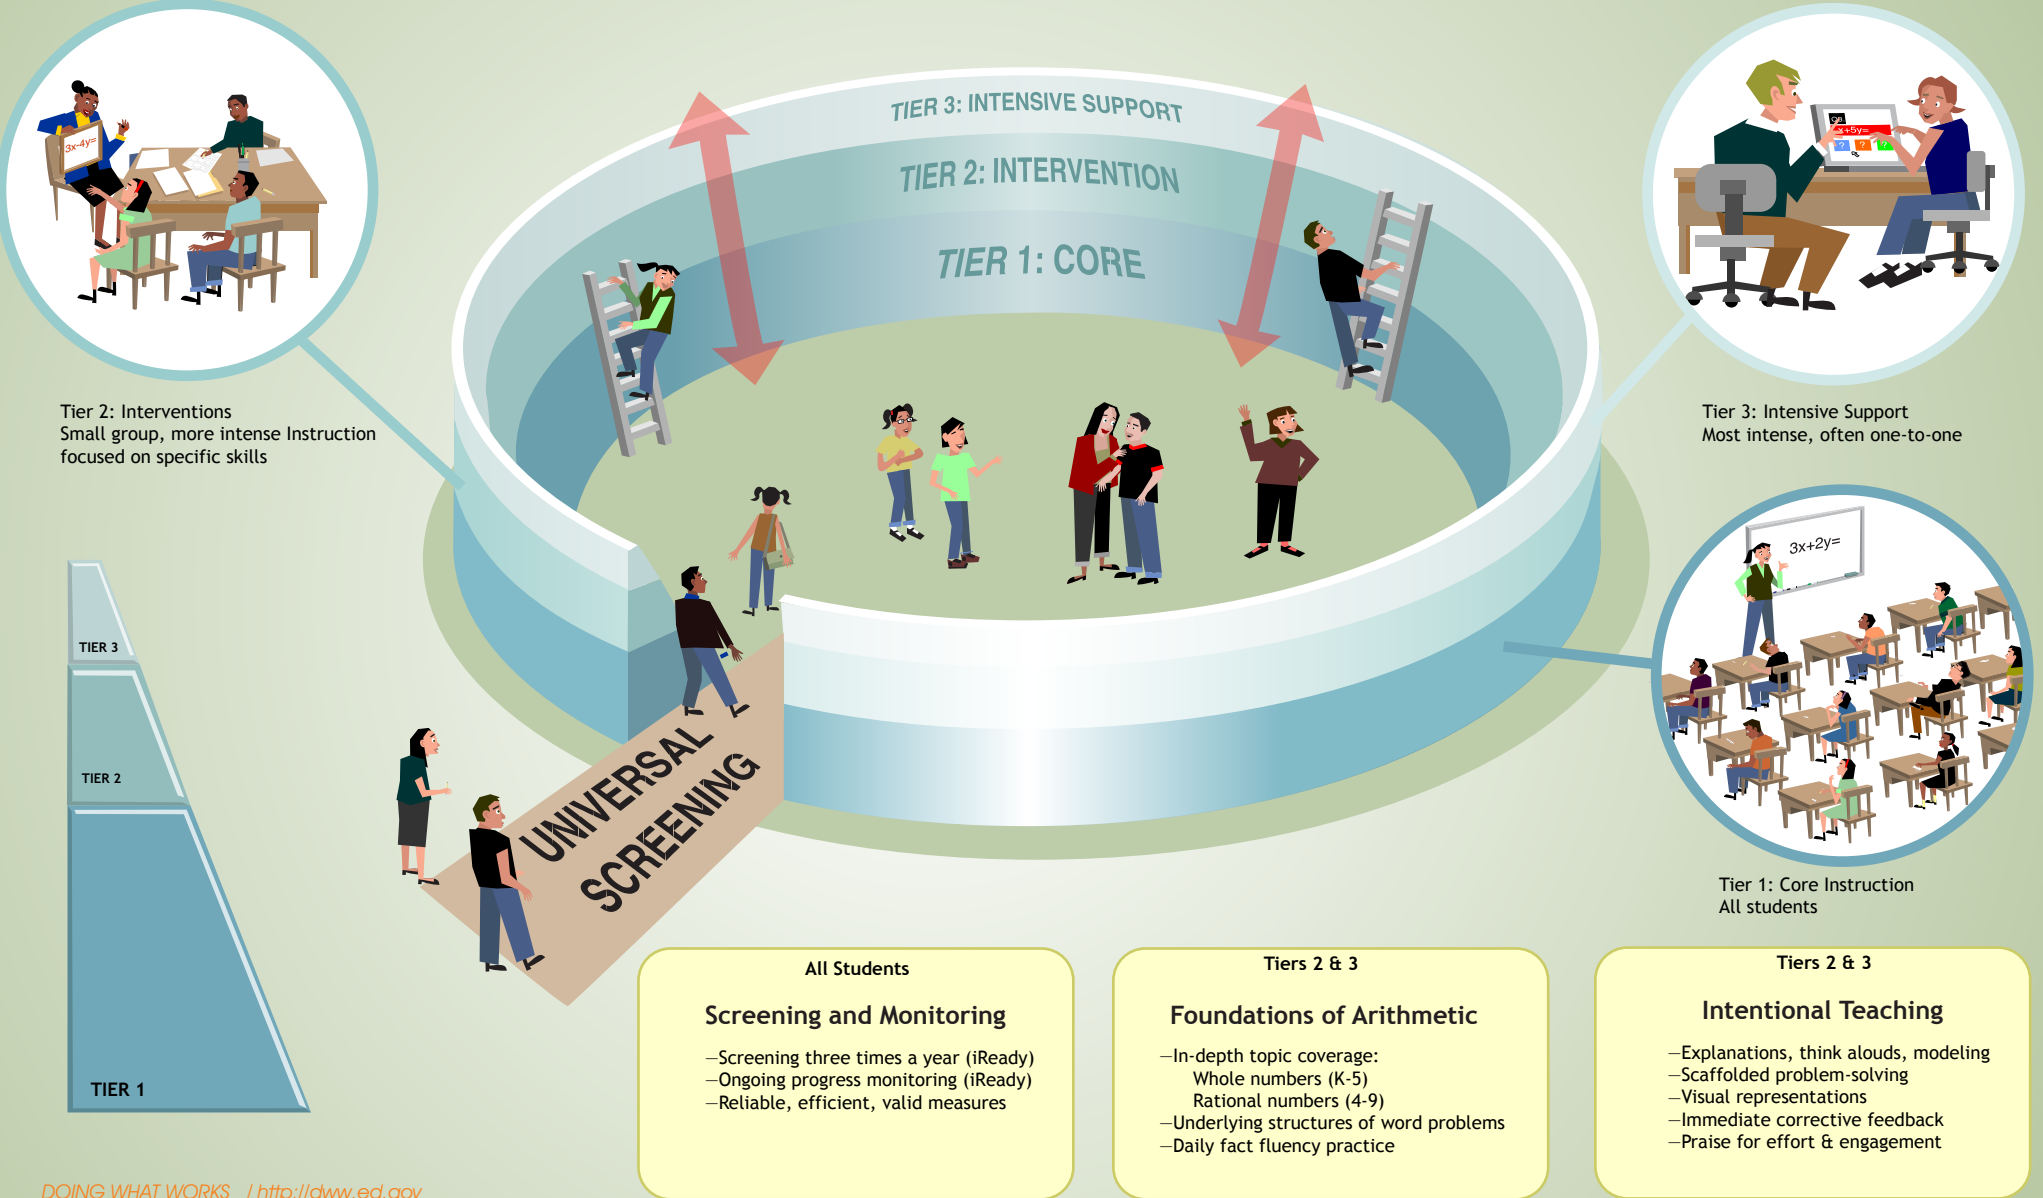 TIER 3: INTENSIVE SUPPORT
TIER 2: INTERVENTION
TIER 1: CORE
3x-4y=
x+5y=
?
?
?
Tier 2: Interventions
Small group, more intense Instruction
focused on specific skills
Tier 3: Intensive Support
Most intense, often one-to-one
3x+2y=
Tier 1: Core Instruction
All students
TIER 3
TIER 2
TIER 1
UNIVERSAL
SCREENING
All Students
Screening and Monitoring
—Screening three times a year (iReady)
—Ongoing progress monitoring (iReady)
—Reliable, efficient, valid measures
Tiers 2 & 3
Foundations of Arithmetic
—In-depth topic coverage:
Whole numbers (K-5)
Rational numbers (4-9)
—Underlying structures of word problems
—Daily fact fluency practice
Tiers 2 & 3
Intentional Teaching
—Explanations, think alouds, modeling
—Scaffolded problem-solving
—Visual representations
—Immediate corrective feedback
—Praise for effort & engagement
DOING WHAT WORKS / http://dww.ed.gov